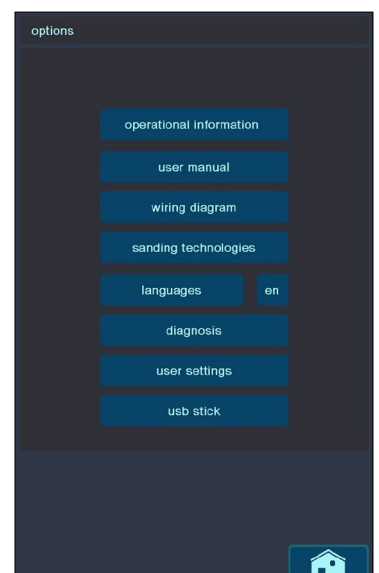 options
operational information
user manual
wiring diagram
sanding technologies
languages en
diagnosis
user settings
usb stick